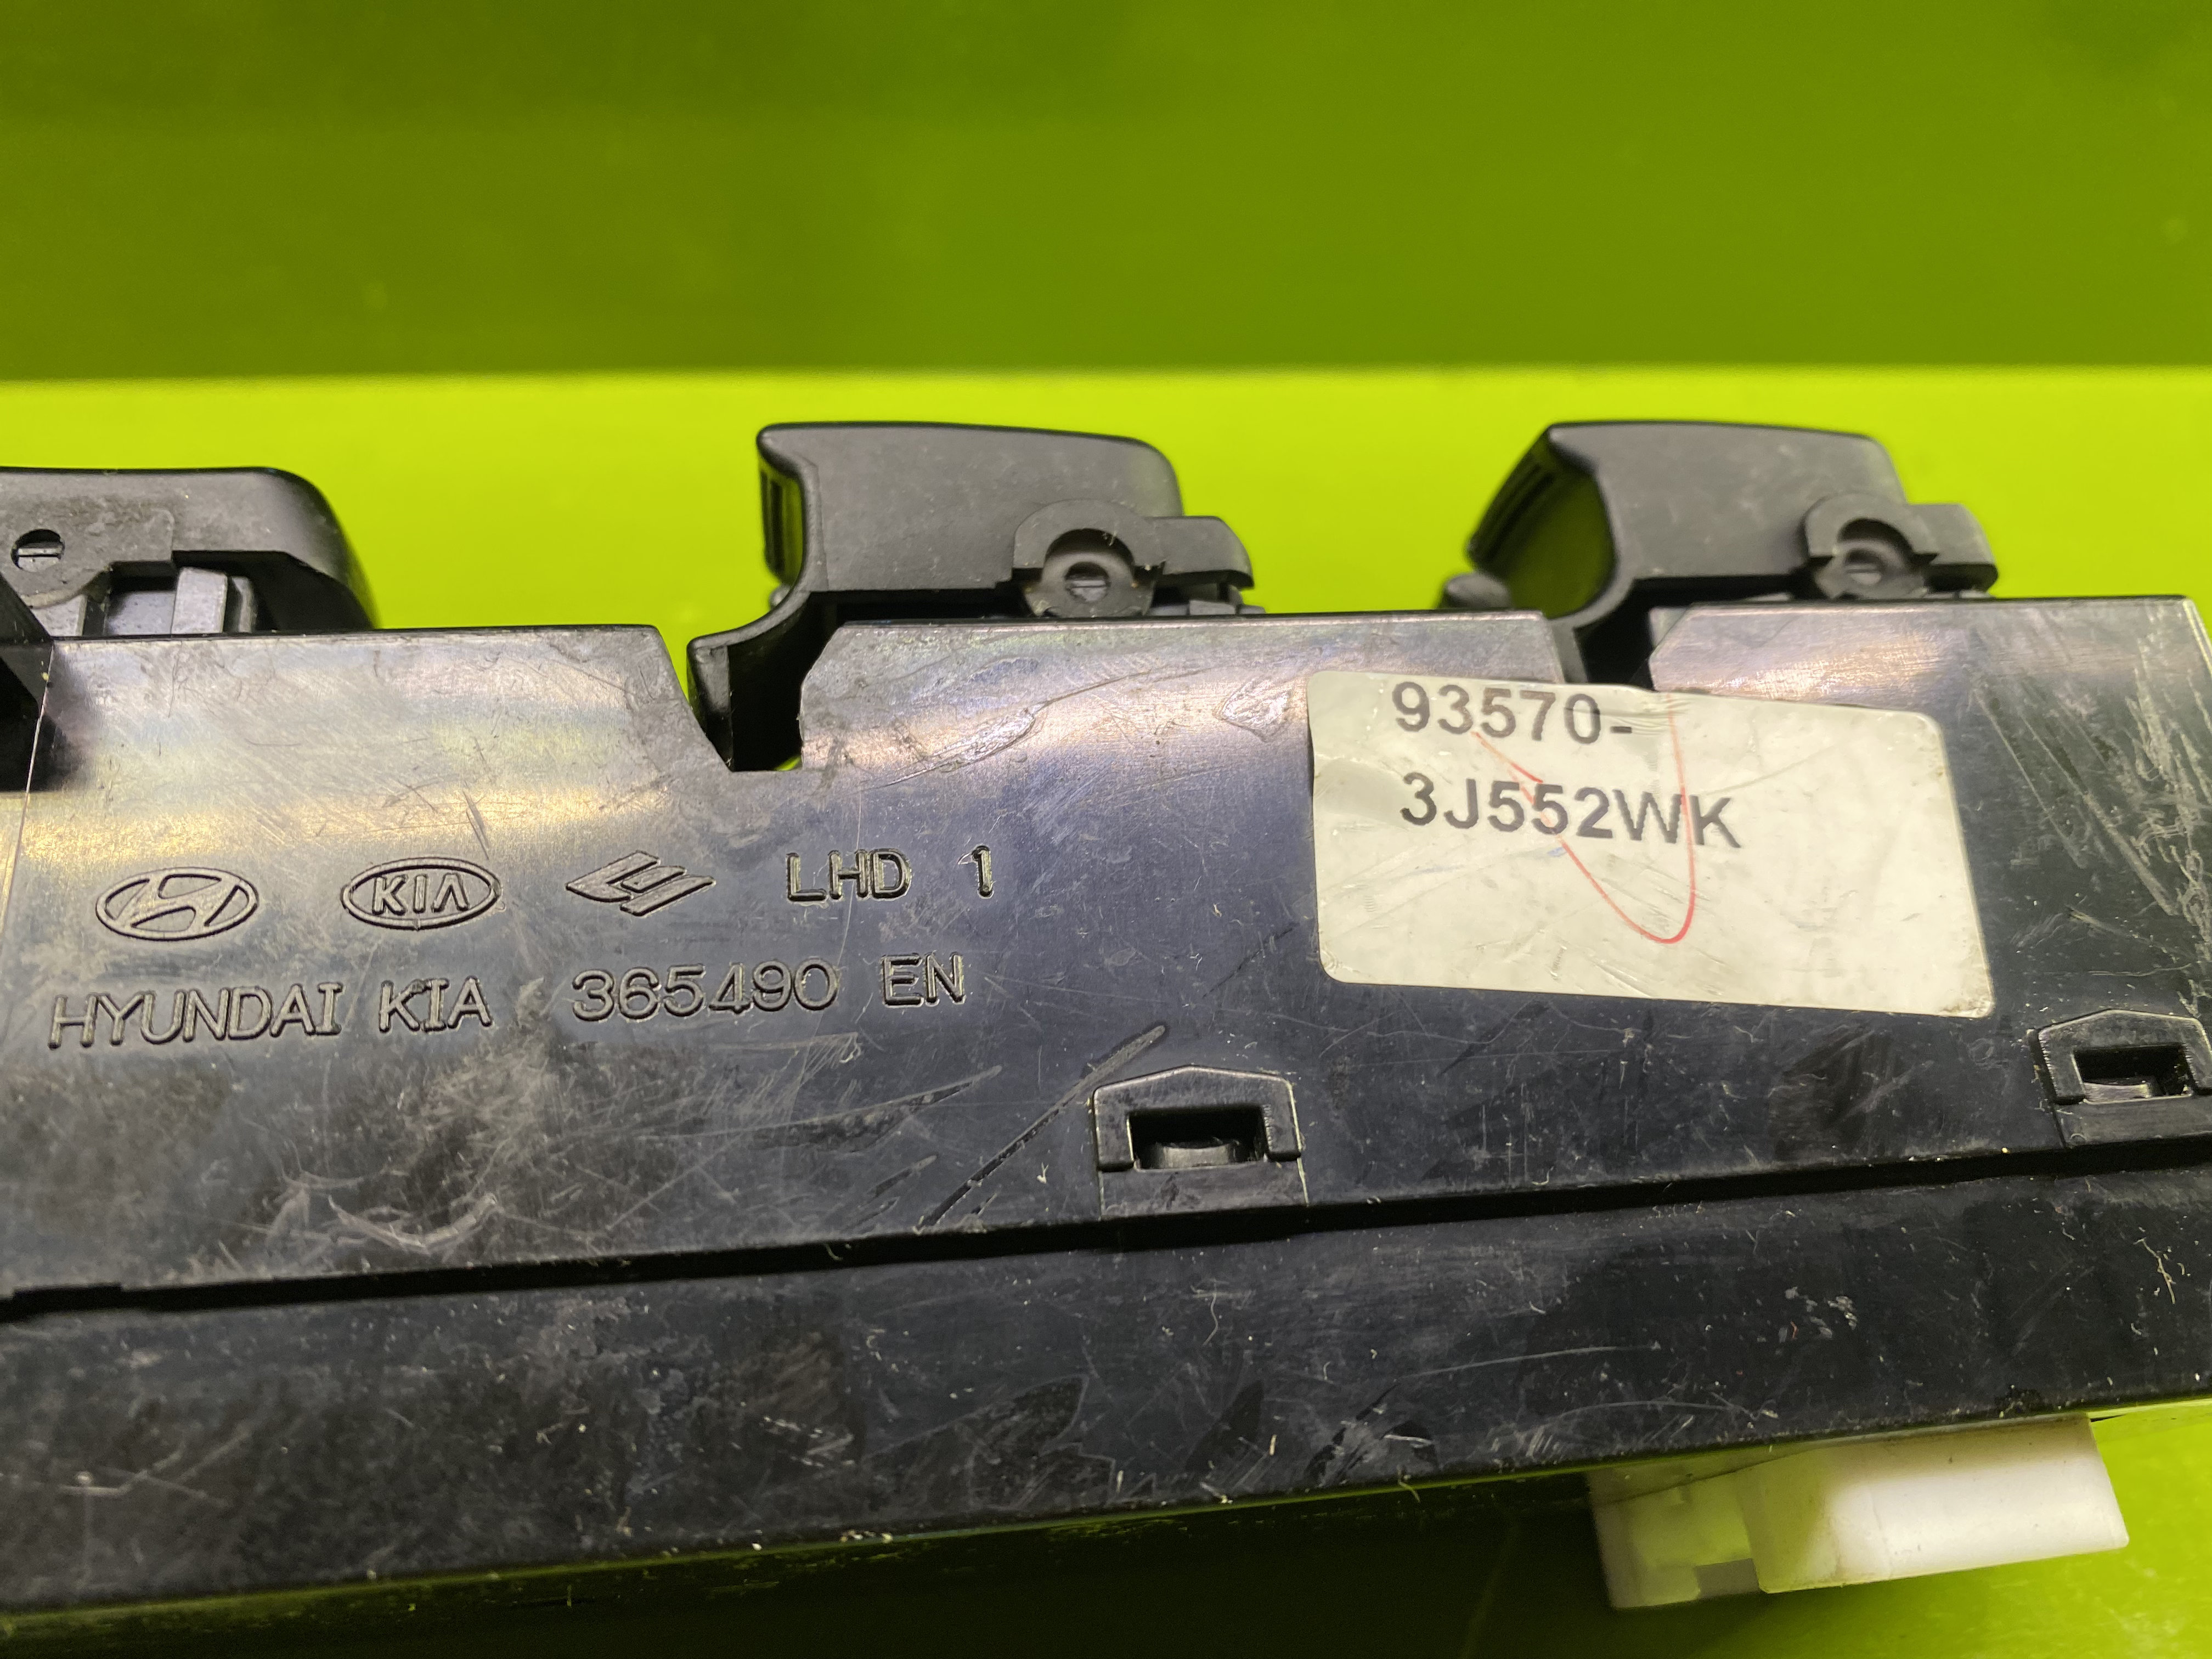 93570-
3J552WK
KIA LHD 1
HYUNDAI KIA 365490 EN